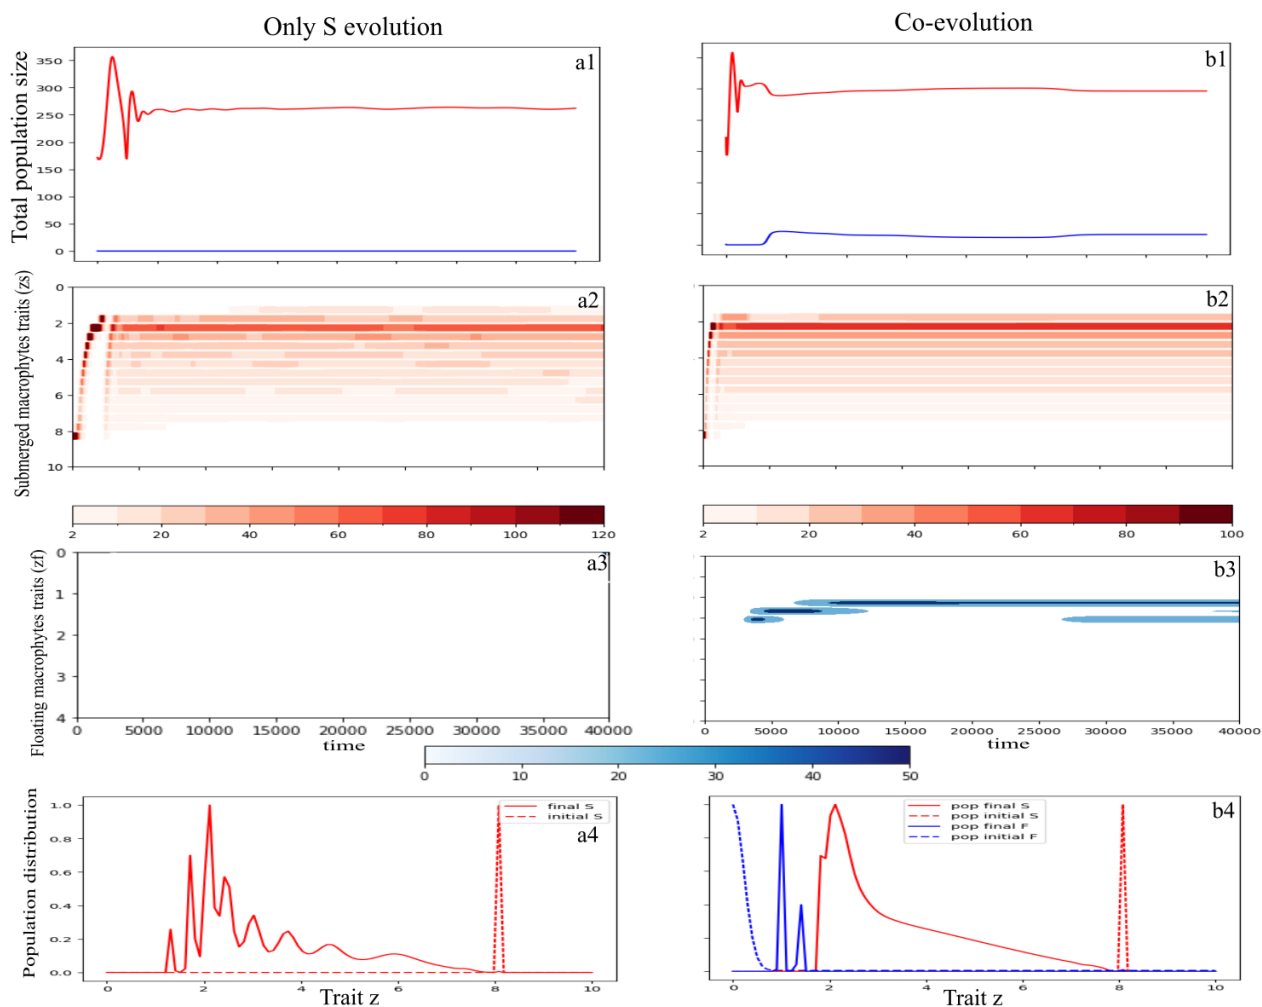 Only S evolution
Co-evolution
Total population size
350
300
250
200
150
100
50
0
a1
b1
Submerged macrophytes traits (zs)
0
2
4
6
8
10
a2
b2
2 20 40 60 80 100 120
2 20 40 60 80 100
Floating macrophytes traits (zf)
0
1
2
3
4
a3
b3
0 5000 10000 15000 20000 25000 30000 35000 40000
time
5000 10000 15000 20000 25000 30000 35000 40000
time
0 10 20 30 40 50
Population distribution
1.0
0.8
0.6
0.4
0.2
0.0
final S
initial S
a4
0 2 4 6 8 10
Trait z
pop final S
pop initial S
pop final F
pop initial F
b4
0 2 4 6 8 10
Trait z